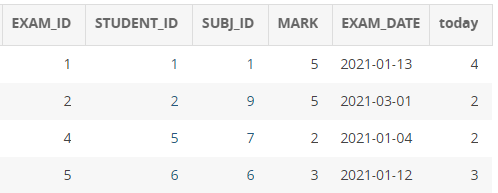 EXAM_ID STUDENT_ID SUBJ_ID MARK EXAM_DATE today
1 1 1 5 2021-01-13 4
2 2 9 5 2021-03-01 2
4 5 7 2 2021-01-04 2
5 6 6 3 2021-01-12 3